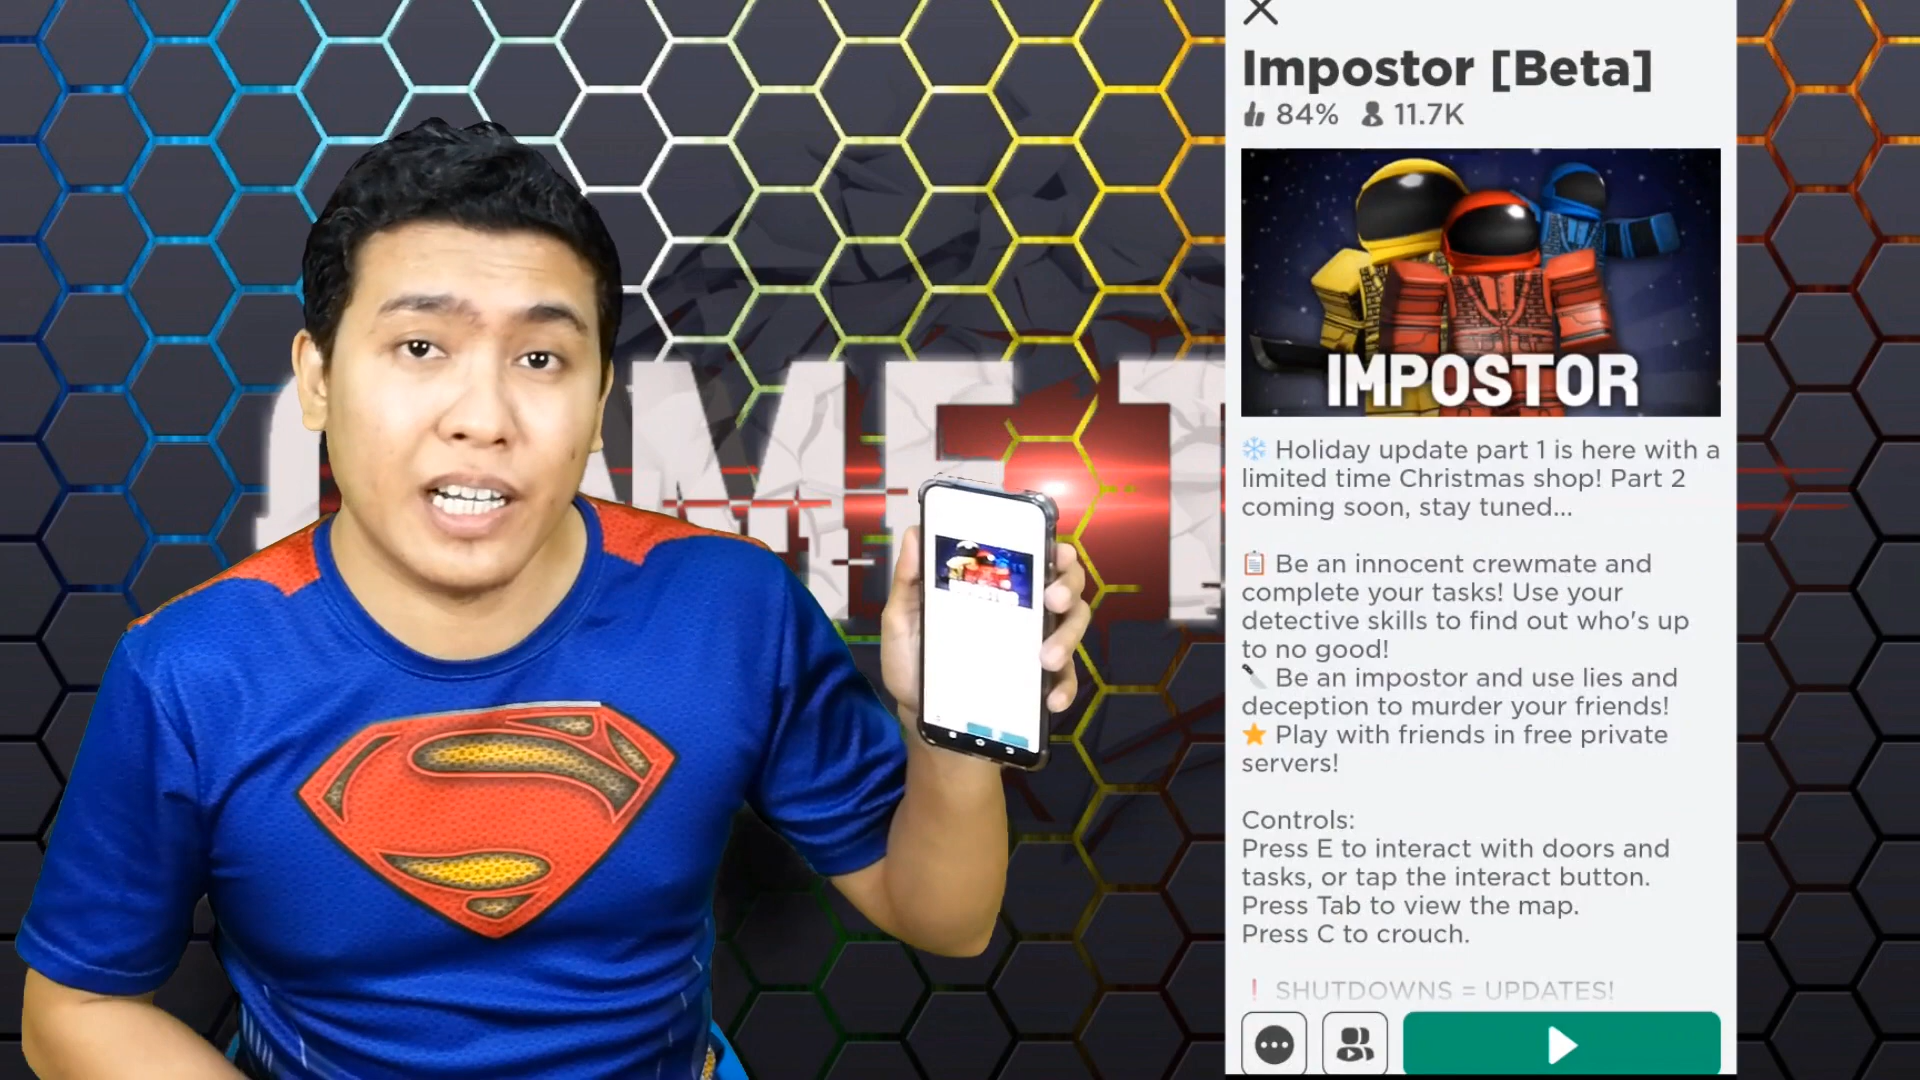 Impostor [Beta]
84% 11.7K
IMPOSTOR
Holiday update part 1 is here with a
limited time Christmas shop! Part 2
coming soon, stay tuned...
Be an innocent crewmate and
complete your tasks! Use your
detective skills to find out who's up
to no good!
Be an impostor and use lies and
deception to murder your friends!
Play with friends in free private
servers!
Controls:
Press E to interact with doors and
tasks, or tap the interact button.
Press Tab to view the map.
Press C to crouch.
SHUTDOWNS = UPDATES!
GAME T